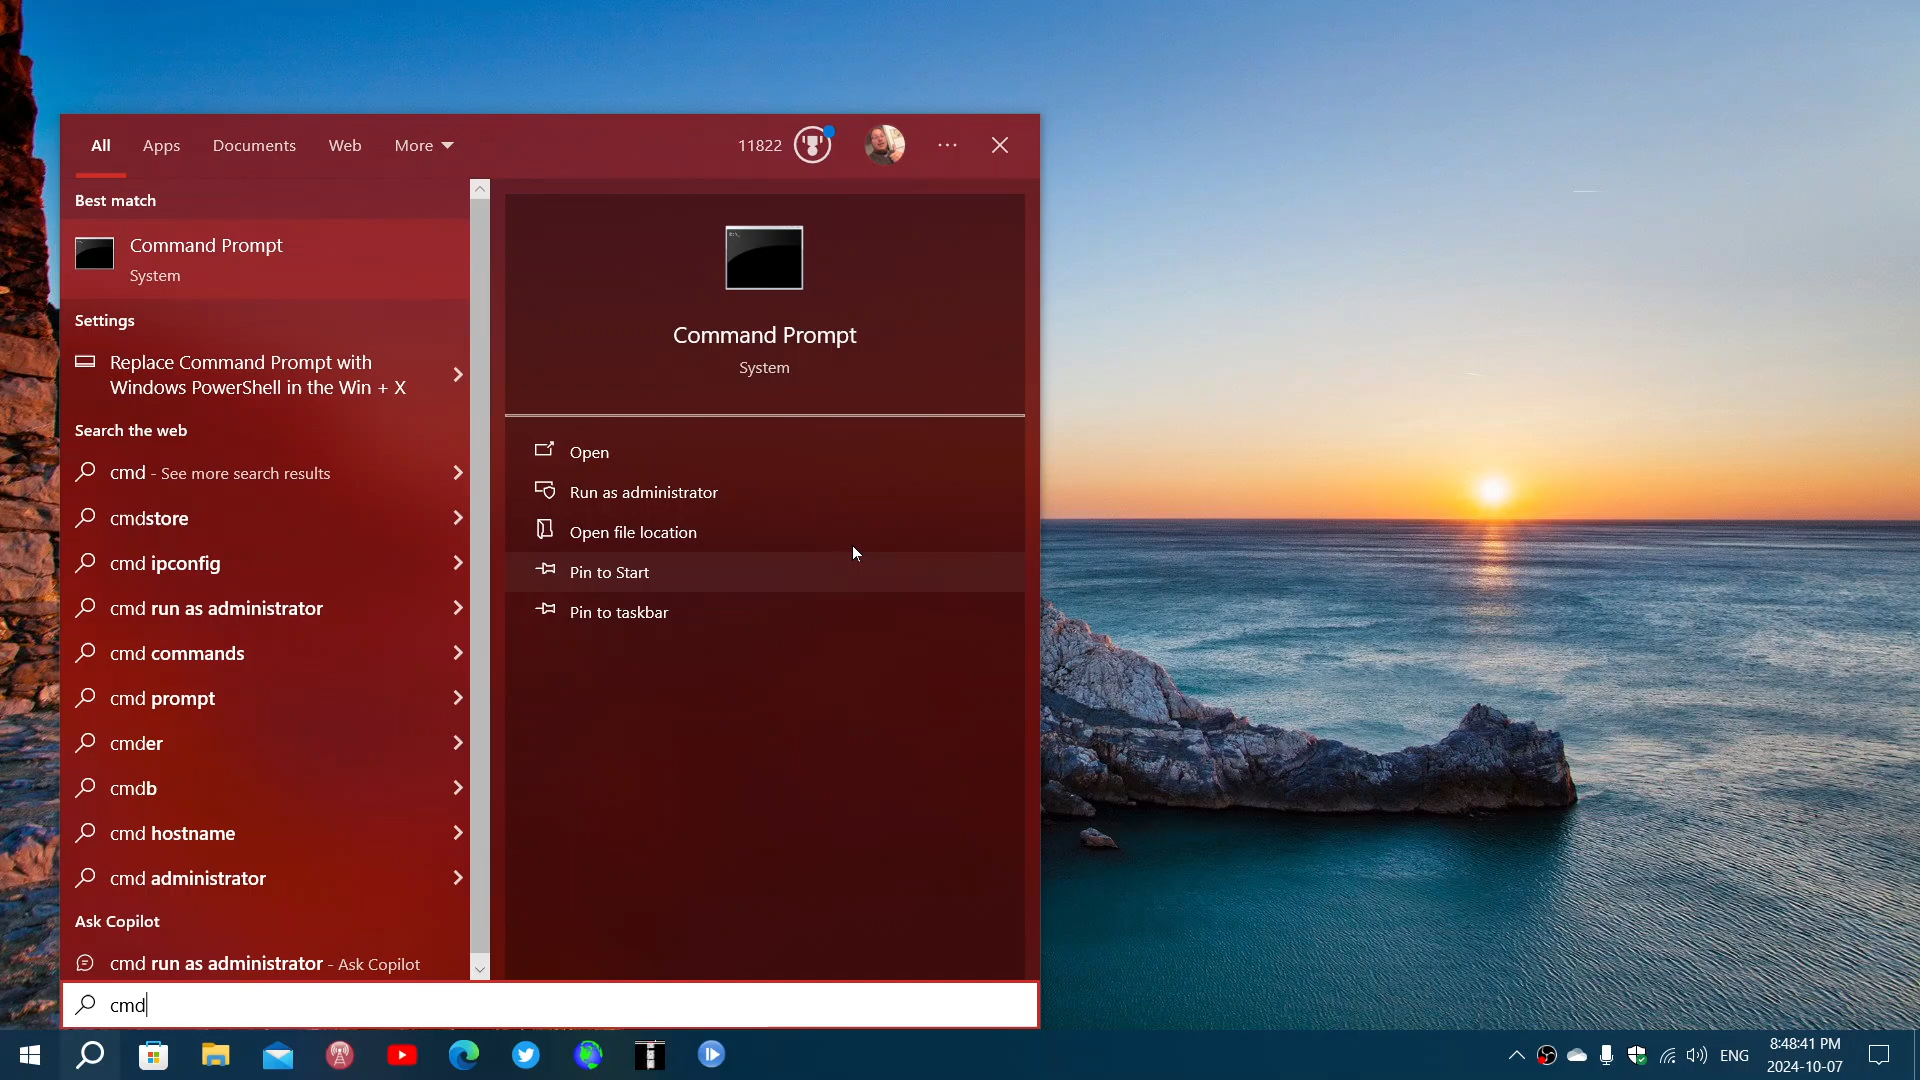 All Apps Documents Web More 11822 ...
Best match
Command Prompt
System
Settings
Replace Command Prompt with
Windows PowerShell in the Win + X
Search the web
cmd - See more search results
cmdstore
cmd ipconfig
cmd run as administrator
cmd commands
cmd prompt
cmder
cmdb
cmd hostname
cmd administrator
Ask Copilot
cmd run as administrator - Ask Copilot
Command Prompt
System
Open
Run as administrator
Open file location
Pin to Start
Pin to taskbar
cmd
ENG
8:48:41 PM
2024-10-07